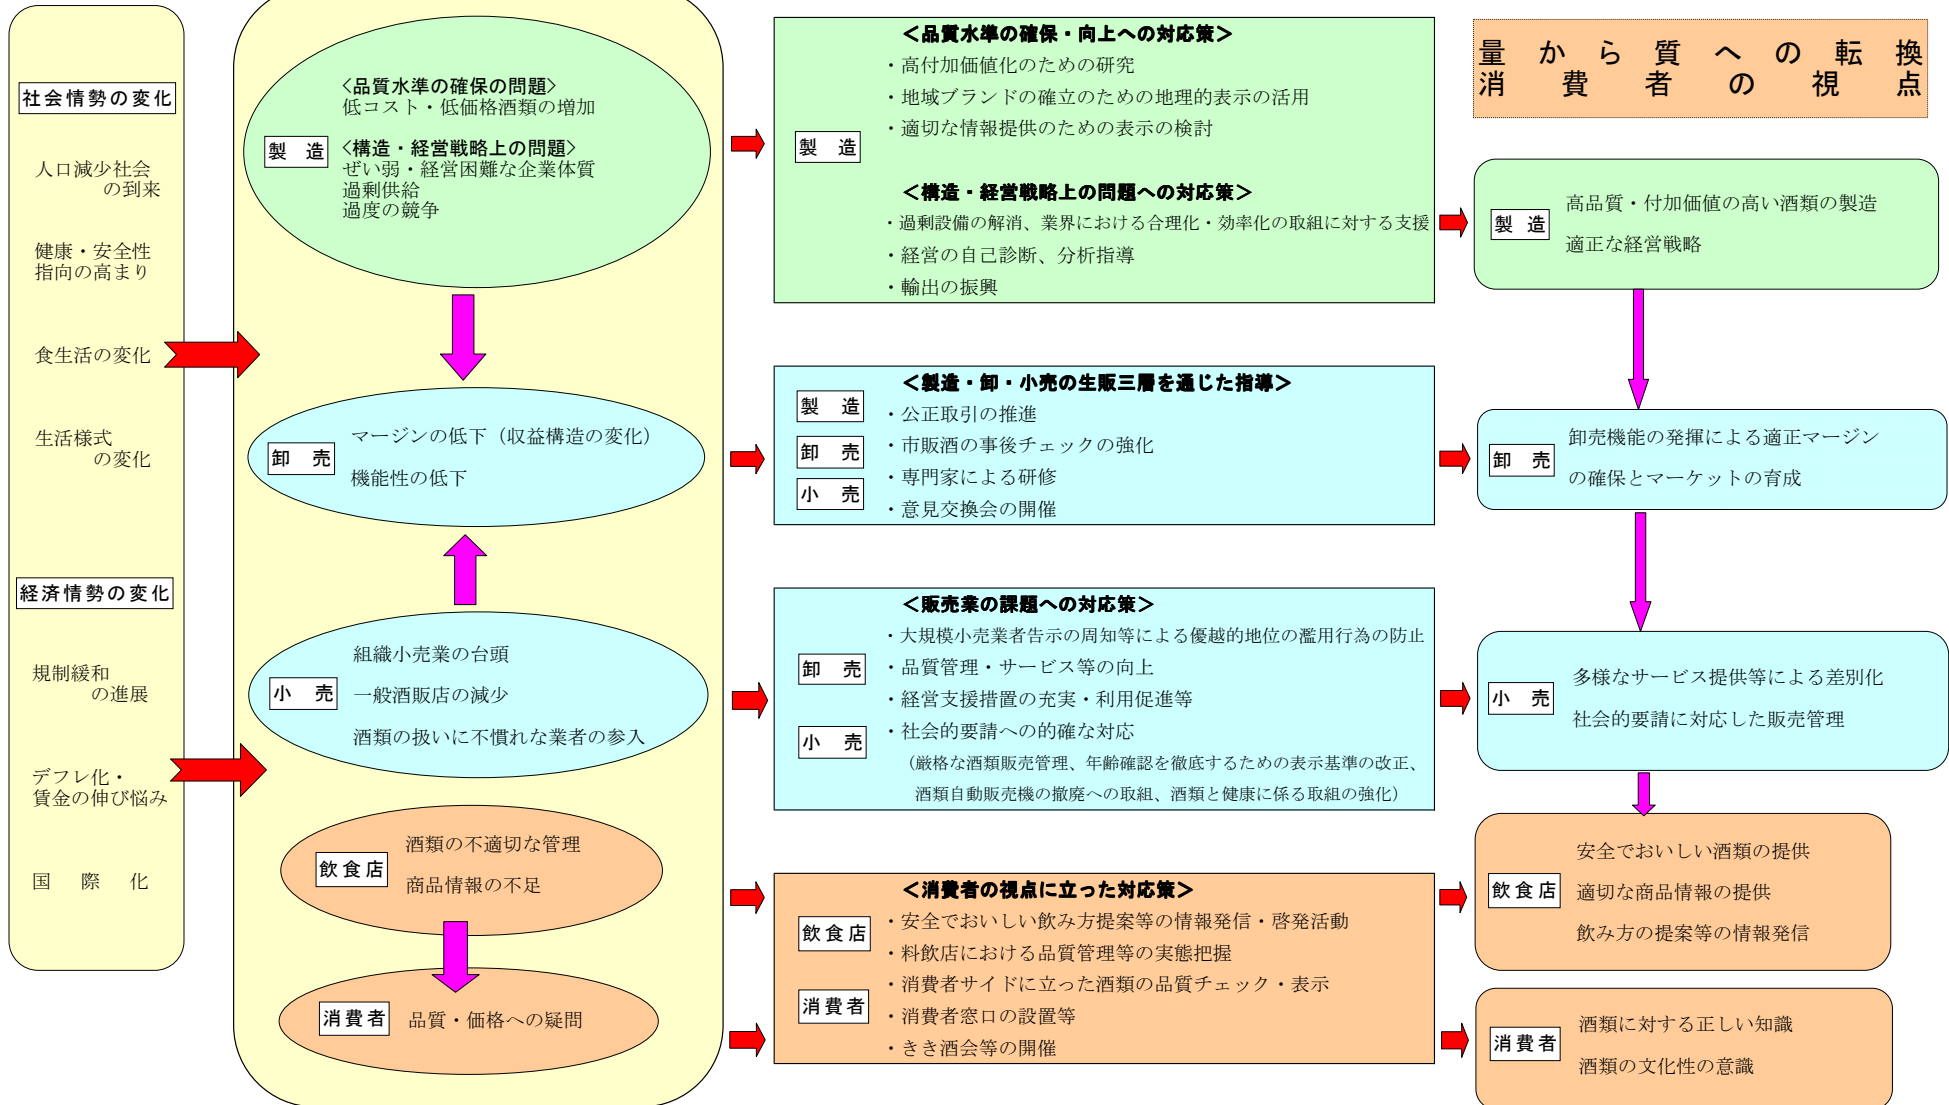 社会情勢の変化
人口減少社会
の到来
健康・安全性
指向の高まり
食生活の変化
生活様式
の変化
経済情勢の変化
規制緩和
の進展
デフレ化・
賃金の伸び悩み
国際化
製造
<品質水準の確保の問題>
低コスト・低価格酒類の増加
<構造・経営戦略上の問題>
ぜい弱・経営困難な企業体質
過剰供給
過度の競争
卸売
マージンの低下（収益構造の変化）
機能性の低下
小売
組織小売業の台頭
一般酒販店の減少
酒類の扱いに不慣れな業者の参入
飲食店
酒類の不適切な管理
商品情報の不足
消費者
品質・価格への疑問
製造
＜品質水準の確保・向上への対応策＞
・高付加価値化のための研究
・地域ブランドの確立のための地理的表示の活用
・適切な情報提供のための表示の検討
＜構造・経営戦略上の問題への対応策＞
・過剰設備の解消、業界における合理化・効率化の取組に対する支援
・経営の自己診断、分析指導
・輸出の振興
＜製造・卸・小売の生販三層を通じた指導＞
製造
卸売
小売
・公正取引の推進
・市販酒の事後チェックの強化
・専門家による研修
・意見交換会の開催
＜販売業の課題への対応策＞
卸売
小売
・大規模小売業者告示の周知等による優越的地位の濫用行為の防止
・品質管理・サービス等の向上
・経営支援措置の充実・利用促進等
・社会的要請への的確な対応
（厳格な酒類販売管理、年齢確認を徹底するための表示基準の改正、
酒類自動販売機の撤廃への取組、酒類と健康に係る取組の強化）
＜消費者の視点に立った対応策＞
飲食店
消費者
・安全でおいしい飲み方提案等の情報発信・啓発活動
・料飲店における品質管理等の実態把握
・消費者サイドに立った酒類の品質チェック・表示
・消費者窓口の設置等
・きき酒会等の開催
量から質への転換
消費者の視点
製造
高品質・付加価値の高い酒類の製造
適正な経営戦略
卸売
卸売機能の発揮による適正マージン
の確保とマーケットの育成
小売
多様なサービス提供等による差別化
社会的要請に対応した販売管理
飲食店
安全でおいしい酒類の提供
適切な商品情報の提供
飲み方の提案等の情報発信
消費者
酒類に対する正しい知識
酒類の文化性の意識